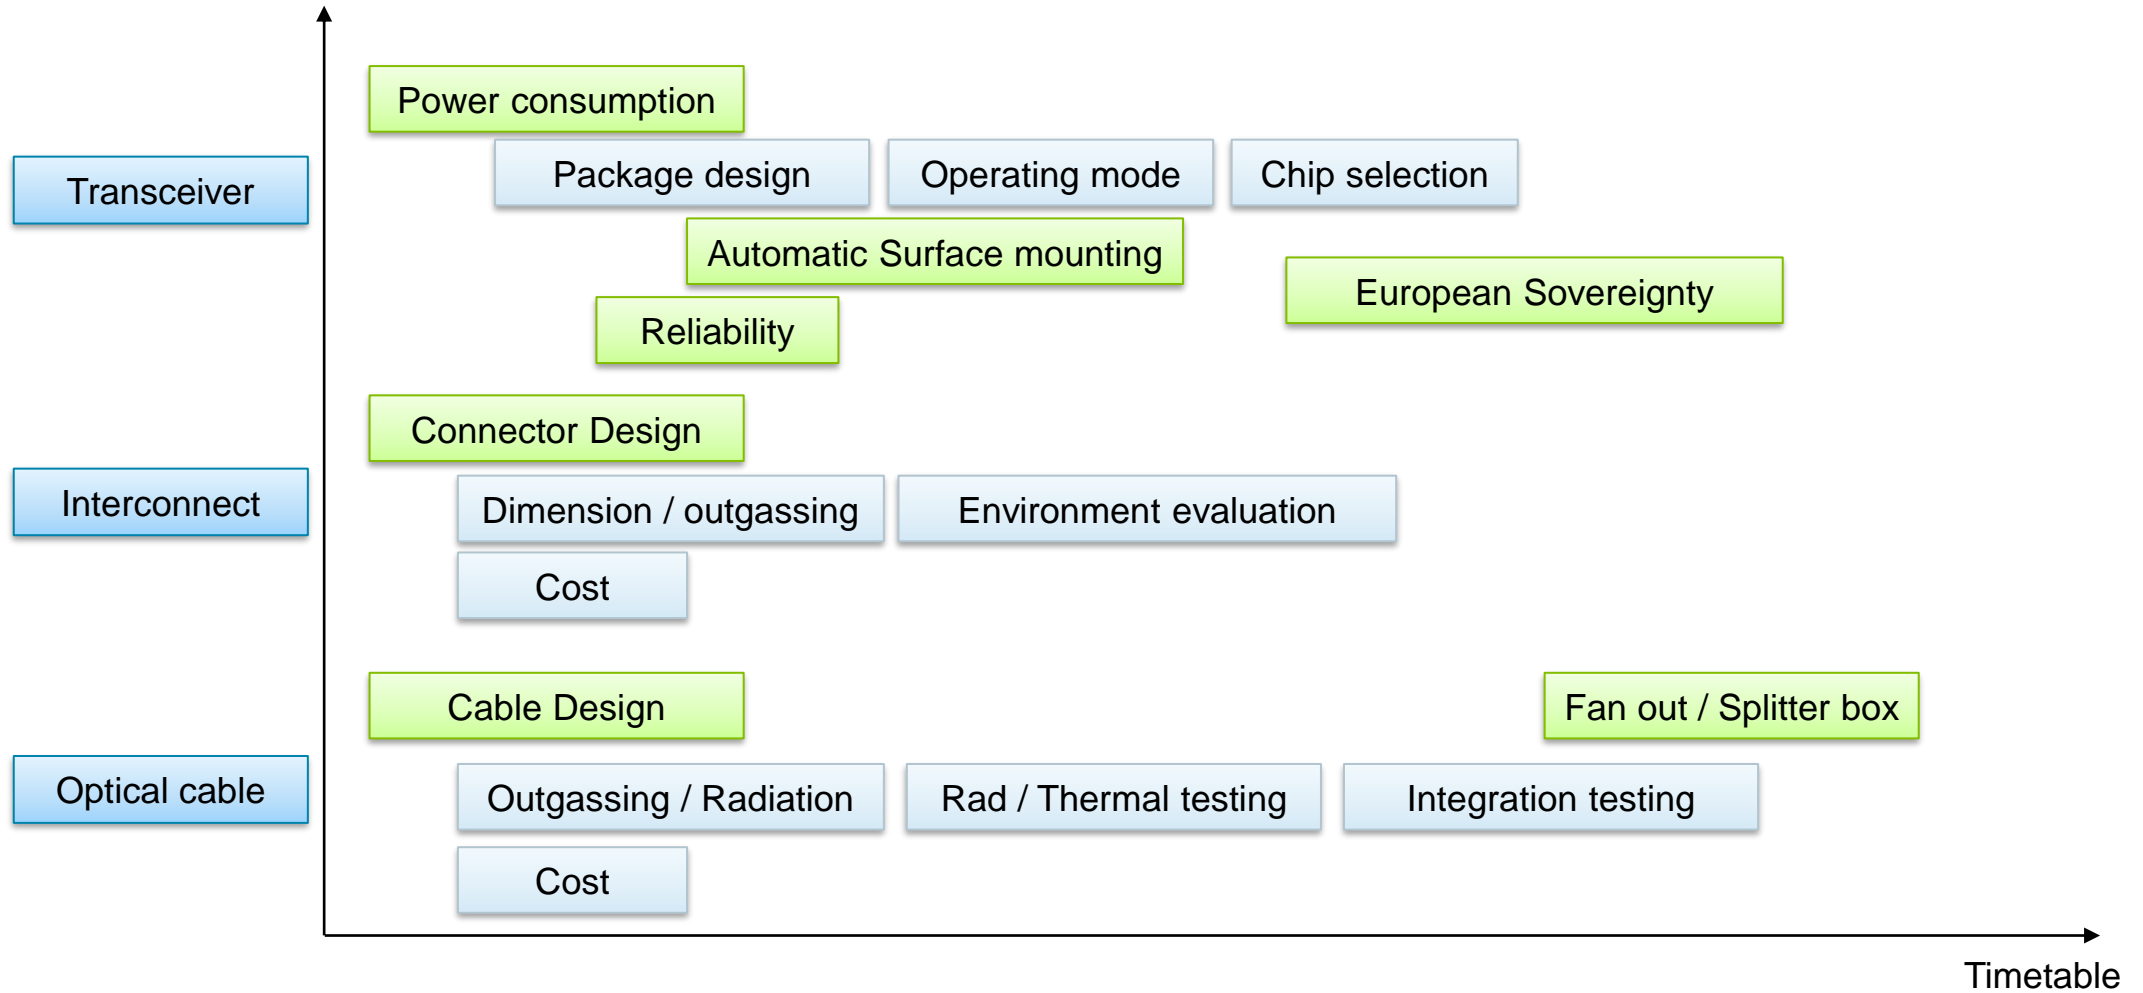 Power consumption
Package design
Operating mode
Chip selection
Transceiver
Automatic Surface mounting
European Sovereignty
Reliability
Connector Design
Interconnect
Dimension / outgassing
Environment evaluation
Cost
Cable Design
Fan out / Splitter box
Optical cable
Outgassing / Radiation
Rad / Thermal testing
Integration testing
Cost
Timetable